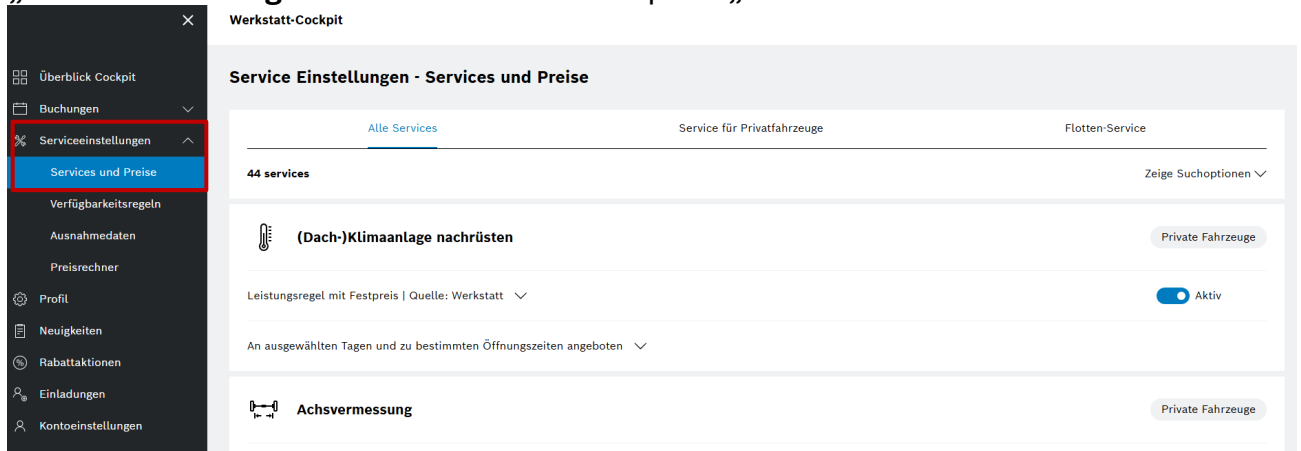 Werkstatt-Cockpit
Überblick Cockpit
Buchungen
Serviceeinstellungen
Services und Preise
Verfügbarkeitsregeln
Ausnahmedaten
Preisrechner
Profil
Neuigkeiten
Rabattaktionen
Einladungen
Kontoeinstellungen
Service Einstellungen - Services und Preise
Alle Services Service für Privatfahrzeuge Flotten-Service
44 services Zeige Suchoptionen
(Dach-)Klimaanlage nachrüsten Private Fahrzeuge
Leistungsregel mit Festpreis | Quelle: Werkstatt Aktiv
An ausgewählten Tagen und zu bestimmten Öffnungszeiten angeboten
Achsvermessung Private Fahrzeuge